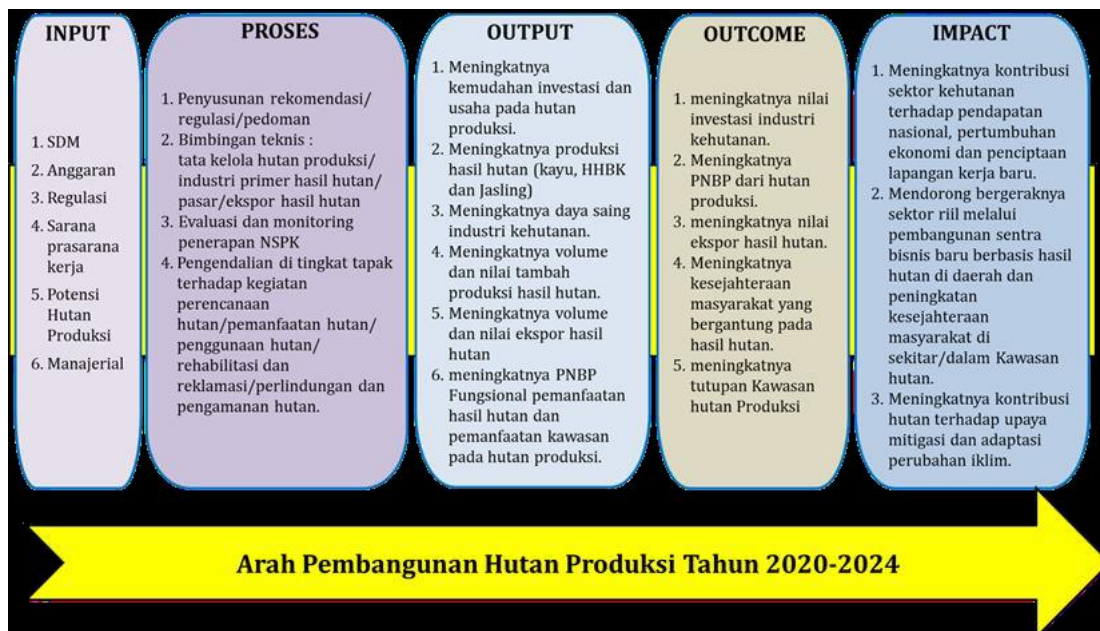 INPUT
1. SDM
2. Anggaran
3. Regulasi
4. Sarana
prasarana
kerja
5. Potensi
Hutan
Produksi
6. Manajerial
PROSES
1. Penyusunan rekomendasi/
regulasi/pedoman
2. Bimbingan teknis :
tata kelola hutan produksi/
industri primer hasil hutan/
pasar/ekspor hasil hutan
3. Evaluasi dan monitoring
penerapan NSPK
4. Pengendalian di tingkat tapak
terhadap kegiatan
perencanaan
hutan/pemanfaatan hutan/
penggunaan hutan/
rehabilitasi dan
reklamasi/perlindungan dan
pengamanan hutan.
OUTPUT
1. Meningkatnya
kemudahan investasi dan
usaha pada hutan
produksi.
2. Meningkatnya produksi
hasil hutan (kayu, HHBK
dan Jasling)
3. Meningkatnya daya saing
industri kehutanan.
4. Meningkatnya volume
dan nilai tambah
produksi hasil hutan.
5. Meningkatnya volume
dan nilai ekspor hasil
hutan
6. meningkatnya PNBP
Fungsional pemanfaatan
hasil hutan dan
pemanfaatan kawasan
pada hutan produksi.
OUTCOME
1. meningkatnya nilai
investasi industri
kehutanan.
2. Meningkatnya
PNBP dari hutan
produksi.
3. meningkatnya nilai
ekspor hasil hutan.
4. Meningkatnya
kesejahteraan
masyarakat yang
bergantung pada
hasil hutan.
5. meningkatnya
tutupan Kawasan
hutan Produksi
IMPACT
1. Meningkatnya kontribusi
sektor kehutanan
terhadap pendapatan
nasional, pertumbuhan
ekonomi dan penciptaan
lapangan kerja baru.
2. Mendorong bergeraknya
sektor riil melalui
pembangunan sentra
bisnis baru berbasis hasil
hutan di daerah dan
peningkatan
kesejahteraan
masyarakat di
sekitar/dalam Kawasan
hutan.
3. Meningkatnya kontribusi
hutan terhadap upaya
mitigasi dan adaptasi
perubahan iklim.
Arah Pembangunan Hutan Produksi Tahun 2020-2024